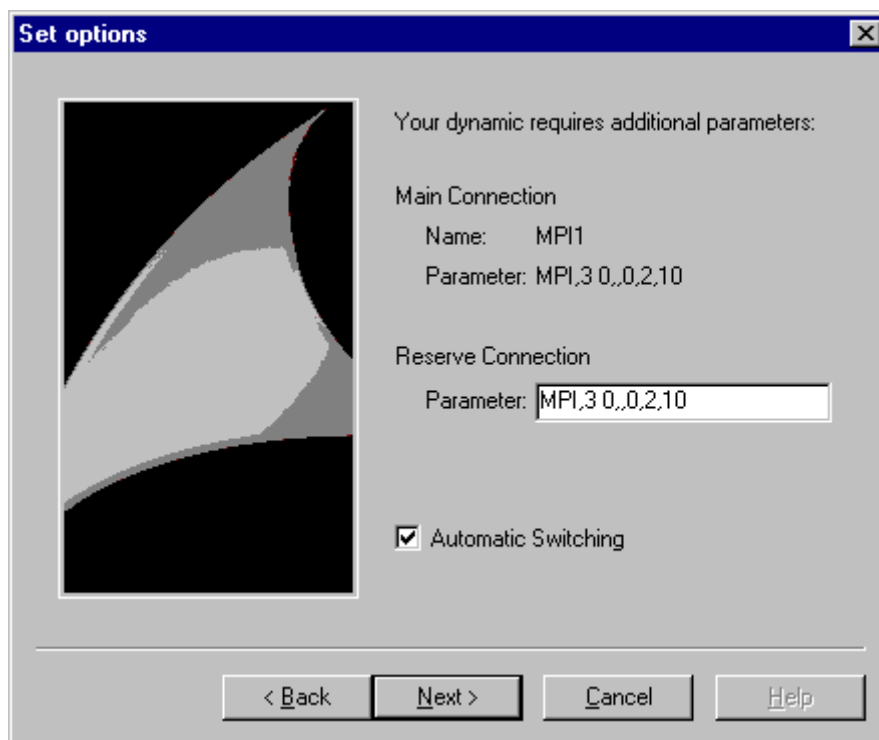 Set options
Your dynamic requires additional parameters:
Main Connection
Name: MPI1
Parameter: MPI,3 0,,0,2,10
Reserve Connection
Parameter: MPI,3 0,,0,2,10
Automatic Switching
< Back Next > Cancel Help